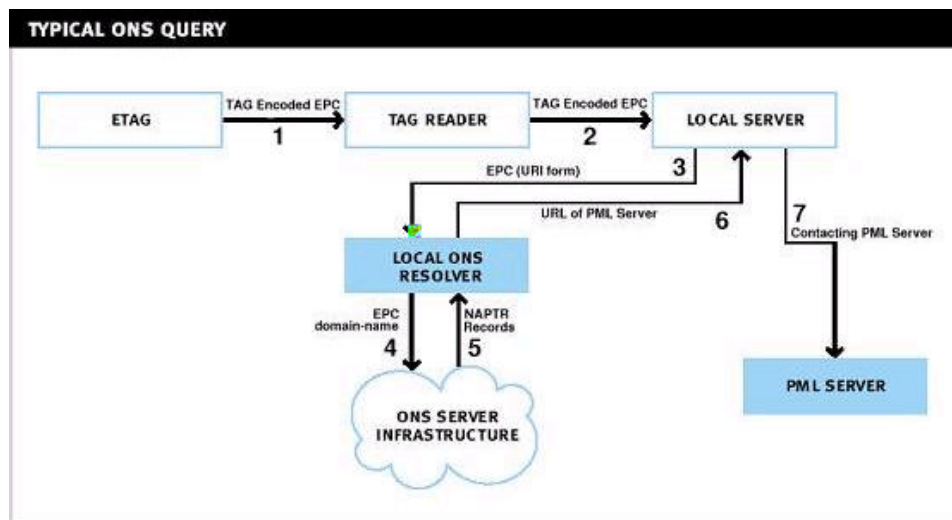 TYPICAL ONS QUERY
ETAG
TAG Encoded EPC
1
TAG READER
TAG Encoded EPC
2
LOCAL SERVER
EPC (URI form)
3
URL of PML Server
6
7
Contacting PML Server
LOCAL ONS
RESOLVER
EPC
domain-name
4
NAPTR
Records
5
ONS SERVER
INFRASTRUCTURE
PML SERVER